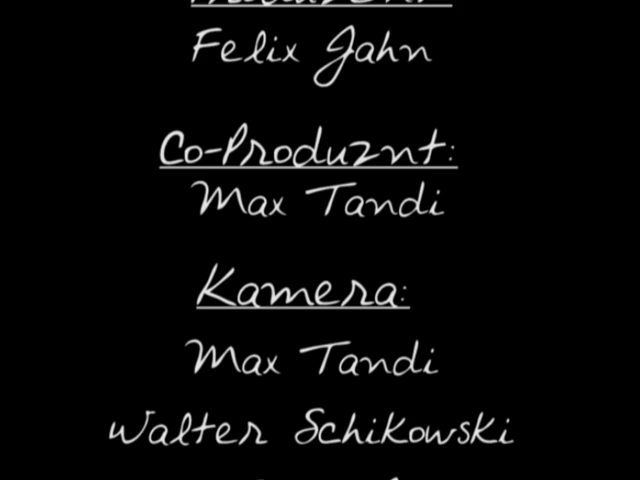 Felix Jahn
Co-Produznt:
Max Tandi
Kamera:
Max Tandi
Walter Schikowski